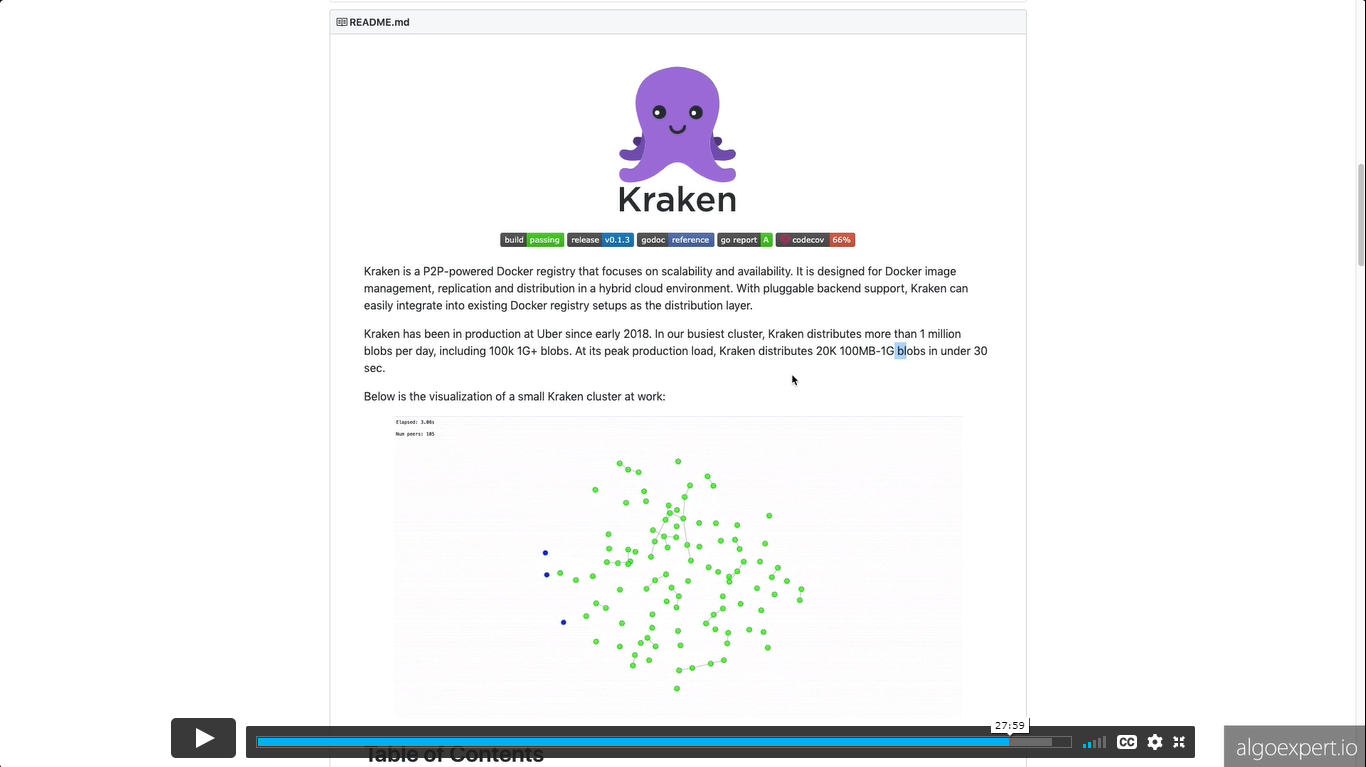 README.md
Kraken
build passing release v0.1.3 godoc reference go report A codecov 66%
Kraken is a P2P-powered Docker registry that focuses on scalability and availability. It is designed for Docker image
management, replication and distribution in a hybrid cloud environment. With pluggable backend support, Kraken can
easily integrate into existing Docker registry setups as the distribution layer.
Kraken has been in production at Uber since early 2018. In our busiest cluster, Kraken distributes more than 1 million
blobs per day, including 100k 1G+ blobs. At its peak production load, Kraken distributes 20K 100MB-1G blobs in under 30
sec.
Below is the visualization of a small Kraken cluster at work:
Elapsed: 3.08s
Num peers: 105
27:59
CC
Table of Contents
algoexpert.io